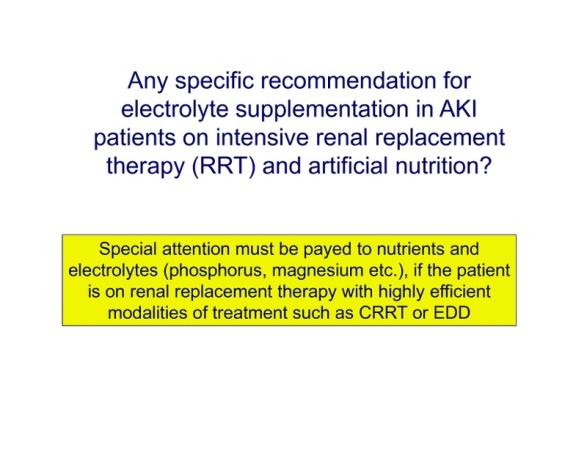 Any specific recommendation for
electrolyte supplementation in AKI
patients on intensive renal replacement
therapy (RRT) and artificial nutrition?
Special attention must be payed to nutrients and
electrolytes (phosphorus, magnesium etc.), if the patient
is on renal replacement therapy with highly efficient
modalities of treatment such as CRRT or EDD